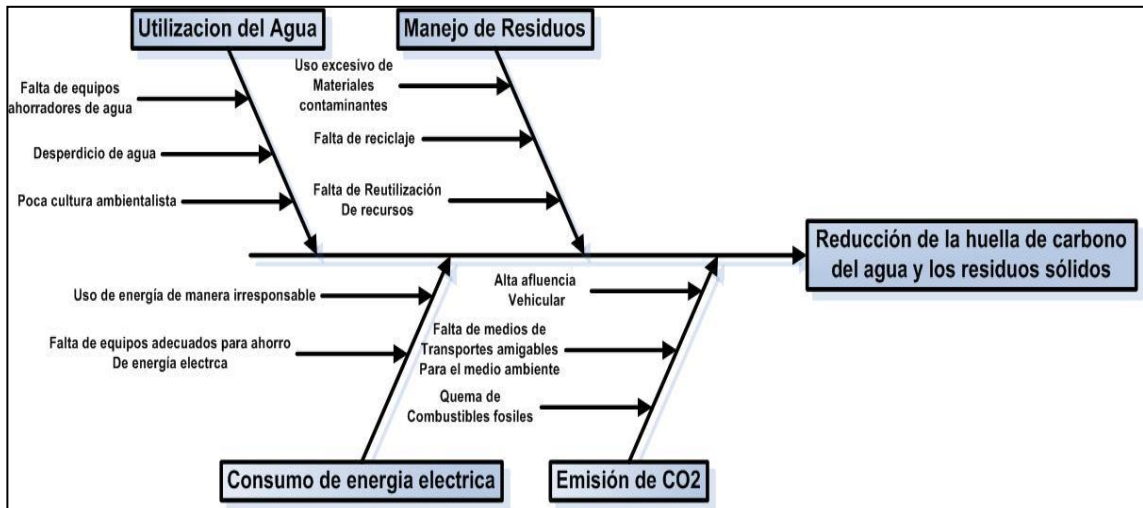 Utilizacion del Agua
Manejo de Residuos
Falta de equipos
ahorradores de agua
Desperdicio de agua
Poca cultura ambientalista
Uso excesivo de
Materiales
contaminantes
Falta de reciclaje
Falta de Reutilización
De recursos
Reducción de la huella de carbono
del agua y los residuos sólidos
Uso de energía de manera irresponsable
Falta de equipos adecuados para ahorro
De energía electrca
Alta afluencia
Vehicular
Falta de medios de
Transportes amigables
Para el medio ambiente
Quema de
Combustibles fosiles
Consumo de energia electrica
Emisión de CO2